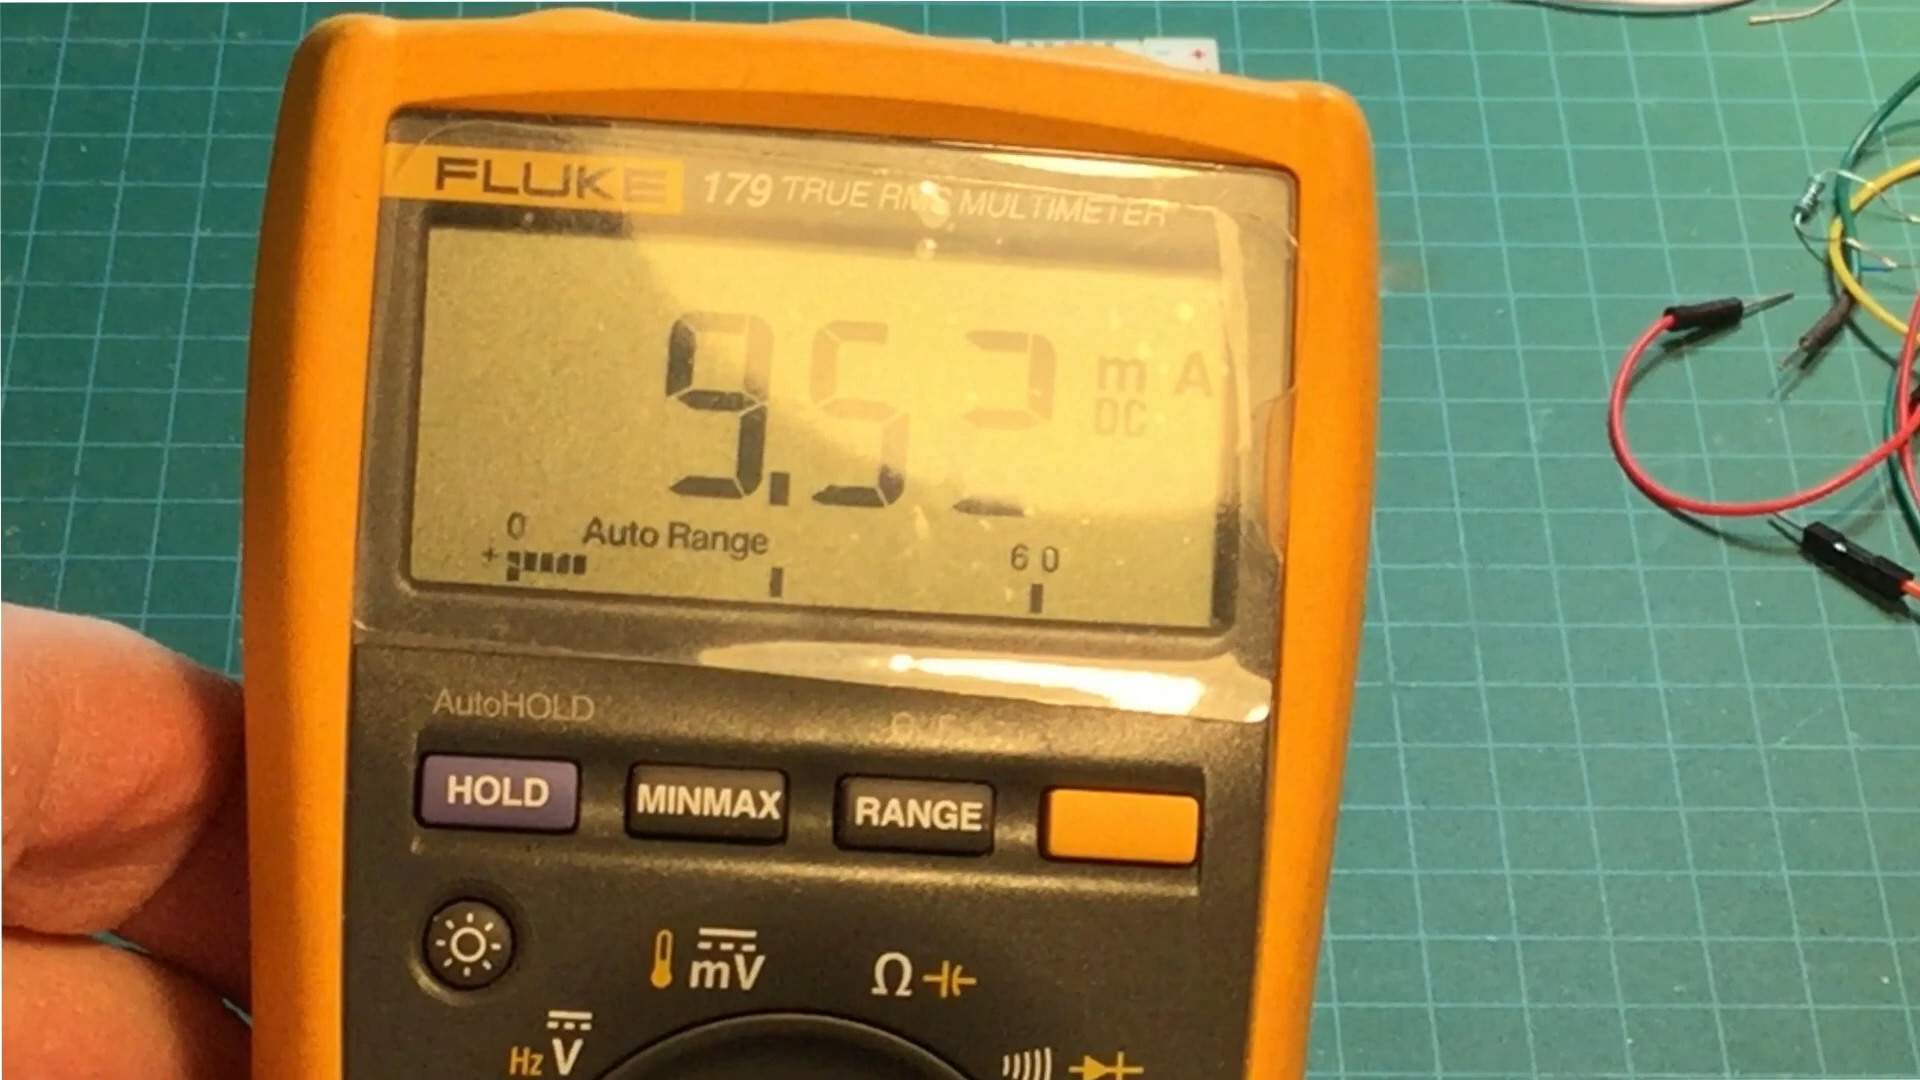 FLUKE 179 TRUE RMS MULTIMETER
9.52 mA
DC
0 Auto Range 60
+
AutoHOLD
HOLD MINMAX RANGE
mV Ω
Hz V